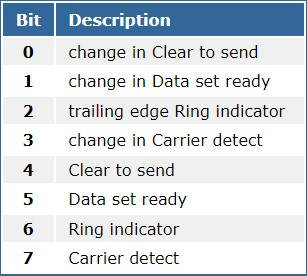 Bit Description
0 change in Clear to send
1 change in Data set ready
2 trailing edge Ring indicator
3 change in Carrier detect
4 Clear to send
5 Data set ready
6 Ring indicator
7 Carrier detect